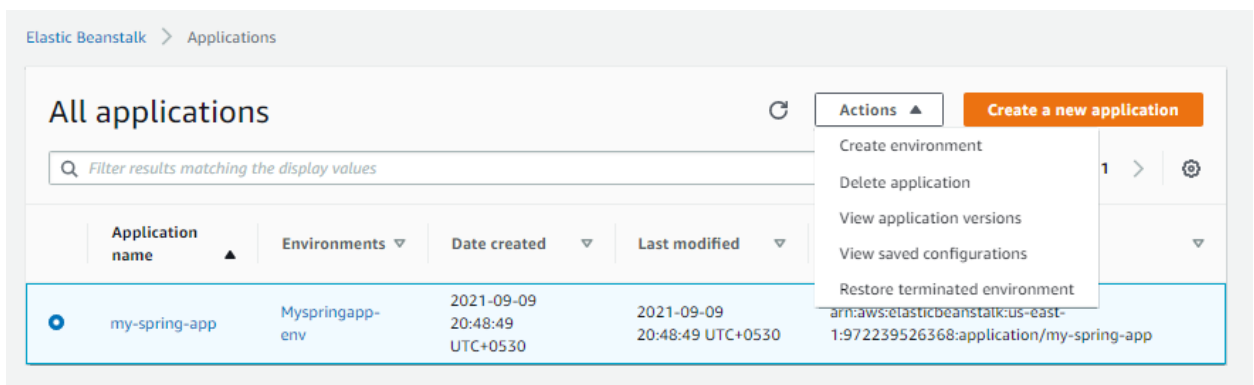 Elastic Beanstalk > Applications
All applications
Actions ▲
Create a new application
Create environment
Filter results matching the display values
1
Delete application
View application versions
View saved configurations
Restore terminated environment
Application
name
Environments
Date created
Last modified
my-spring-app
Myspringapp-
env
2021-09-09
20:48:49
UTC+0530
2021-09-09
20:48:49 UTC+0530
arn:aws:elasticbeanstalk:us-east-
1:972239526368:application/my-spring-app